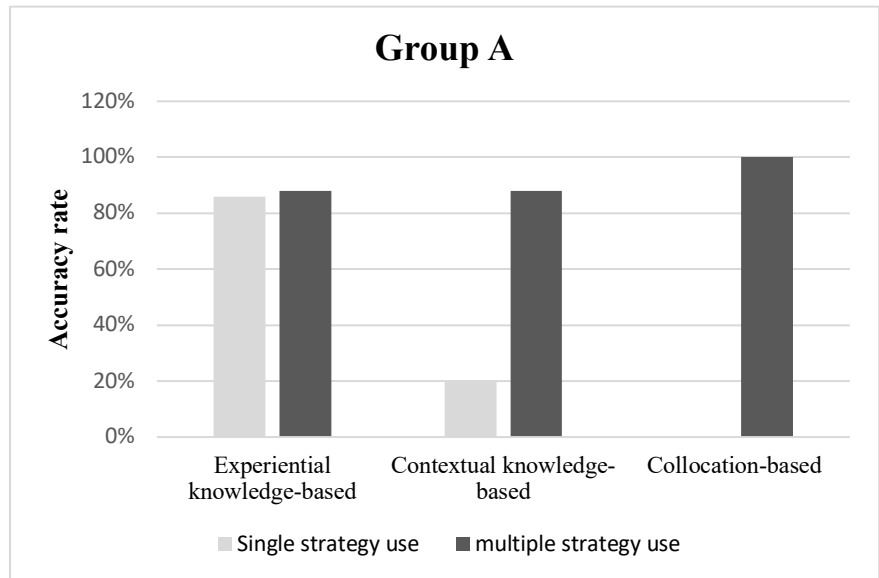 Group A
120%
100%
80%
60%
40%
20%
0%
Accuracy rate
Experiential
knowledge-based
Contextual knowledge-
based
Collocation-based
Single strategy use
multiple strategy use